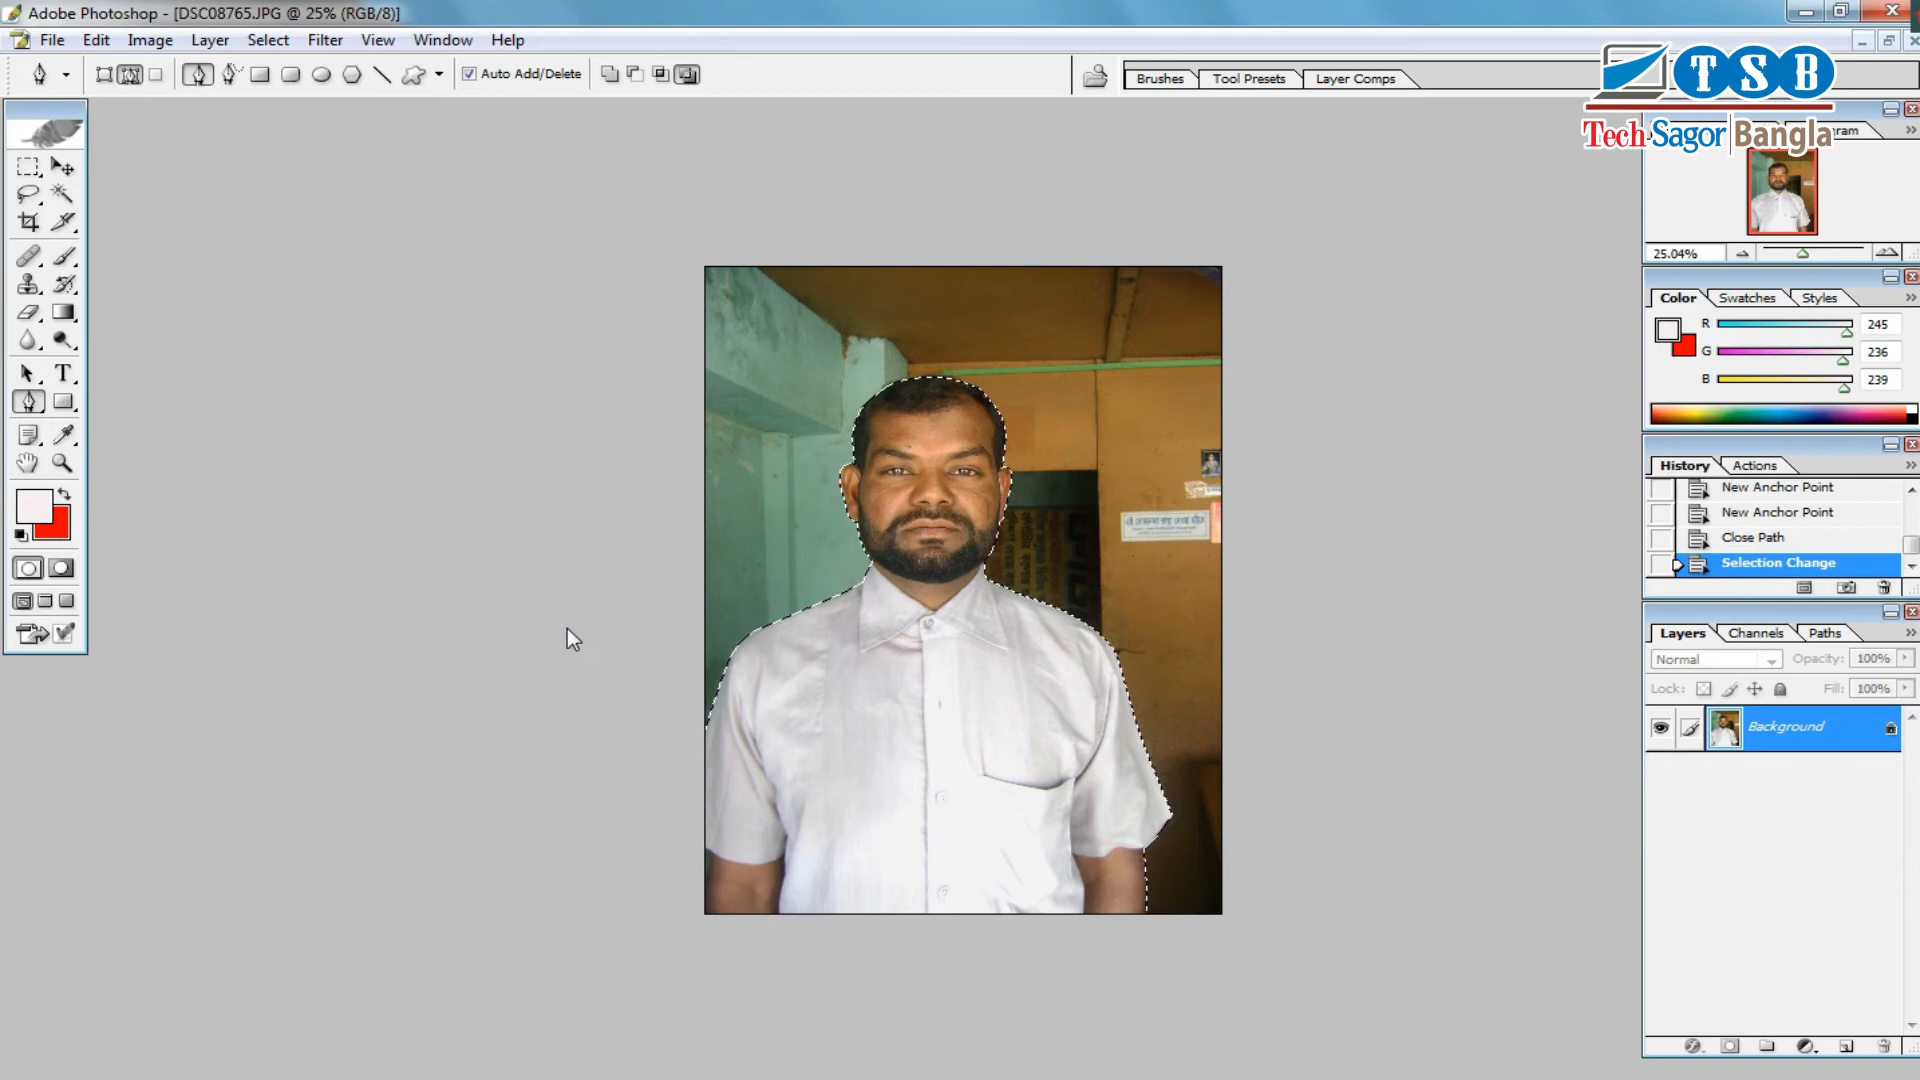 Adobe Photoshop - [DSC08765.JPG @ 25% (RGB/8)]
File Edit Image Layer Select Filter View Window Help
Auto Add/Delete
Brushes Tool Presets Layer Comps
TSB
Tech Sagor Bangla
25.04%
Color Swatches Styles
R 245
G 236
B 239
History Actions
New Anchor Point
New Anchor Point
Close Path
Selection Change
Layers Channels Paths
Normal Opacity: 100%
Lock: Fill: 100%
Background